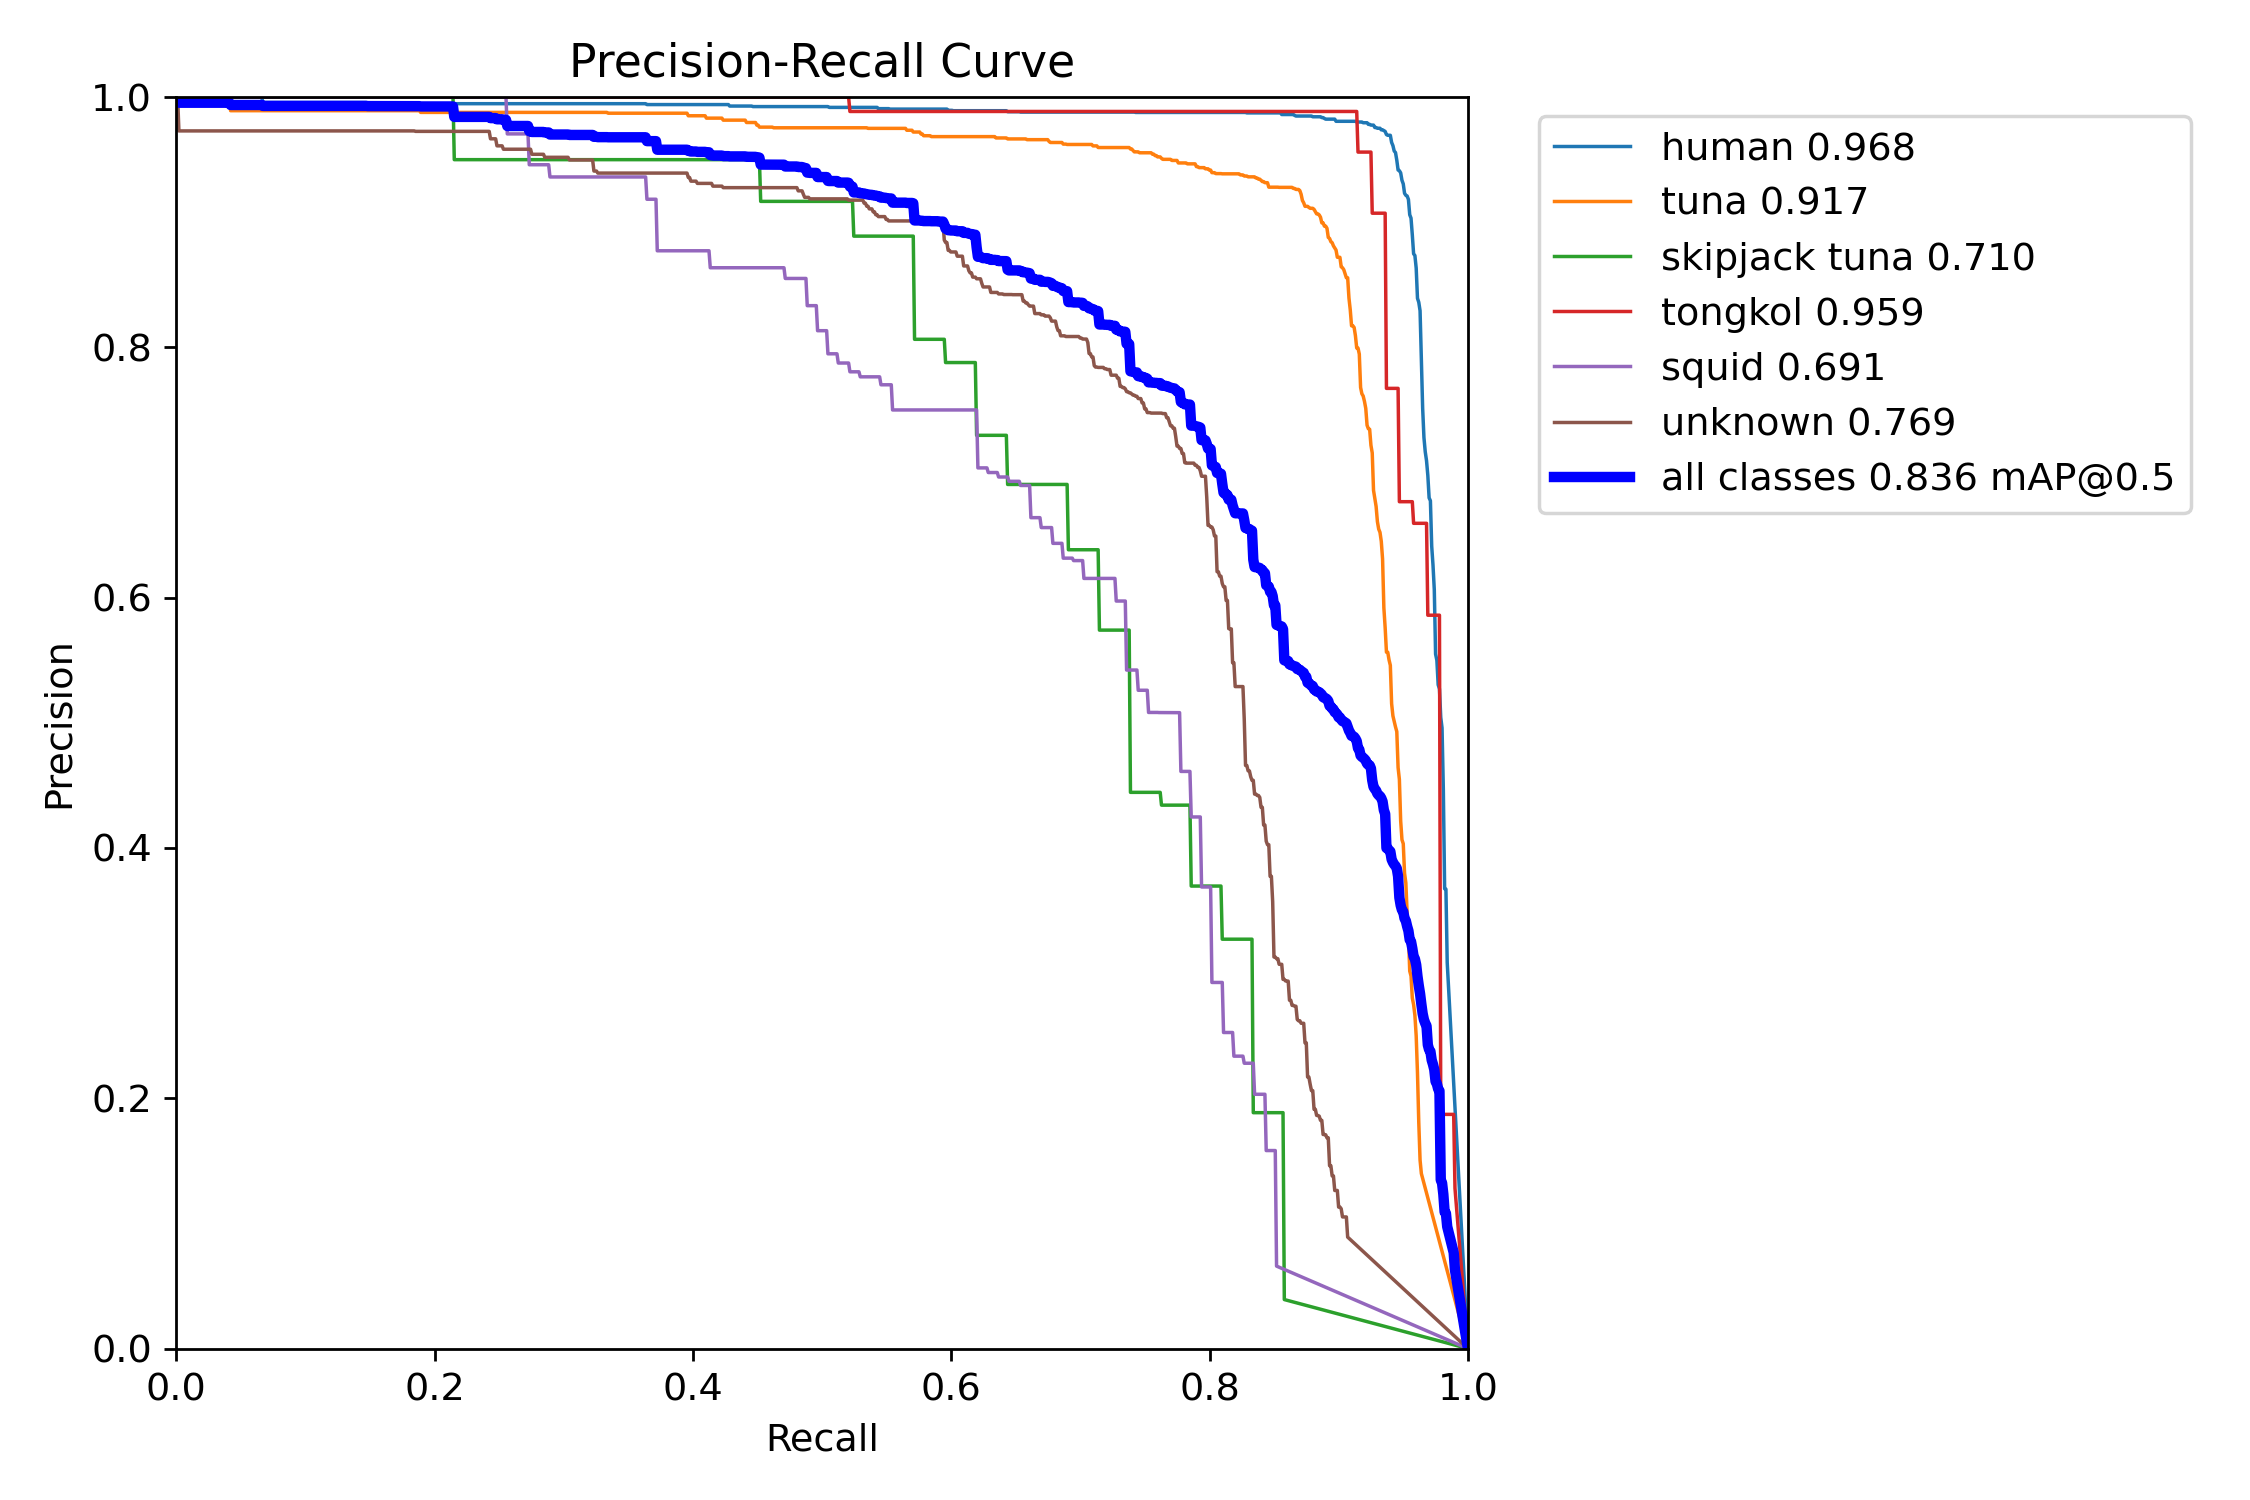 Precision-Recall Curve
1.0
0.8
0.6
0.4
0.2
0.0
Precision
0.0 0.2 0.4 0.6 0.8 1.0
Recall
human 0.968
tuna 0.917
skipjack tuna 0.710
tongkol 0.959
squid 0.691
unknown 0.769
all classes 0.836 mAP@0.5